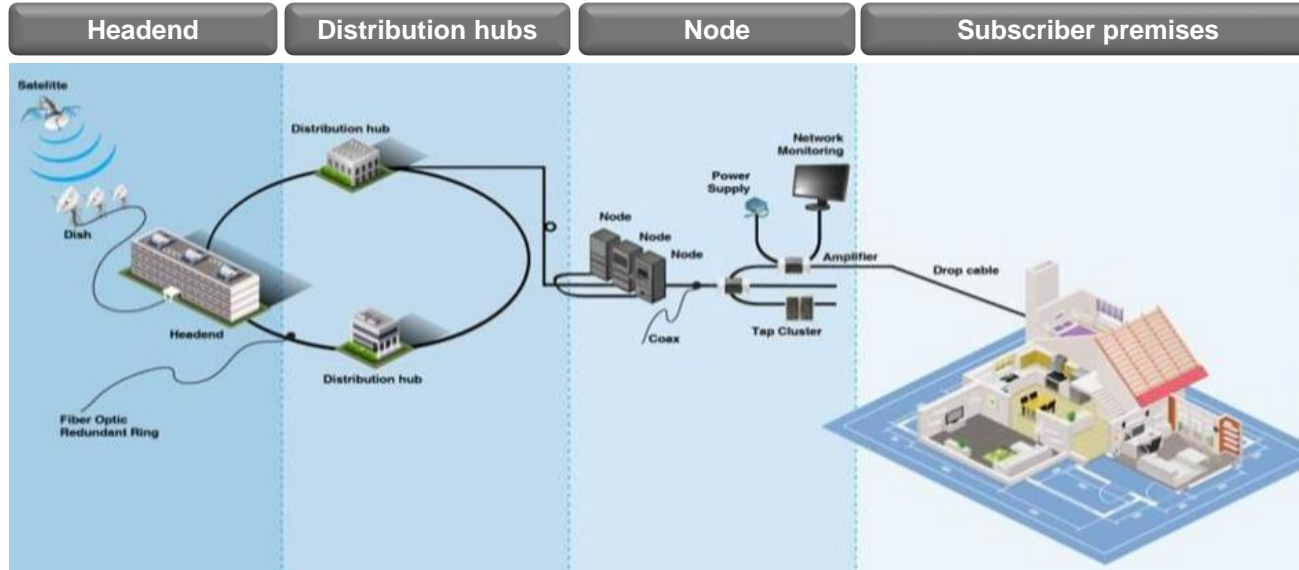 Headend
Distribution hubs
Node
Subscriber premises
Satelitte
Dish
Headend
Fiber Optic
Redundant Ring
Distribution hub
Distribution hub
Node
Node
Node
Coax
Power
Supply
Network
Monitoring
Amplifier
Tap Cluster
Drop cable